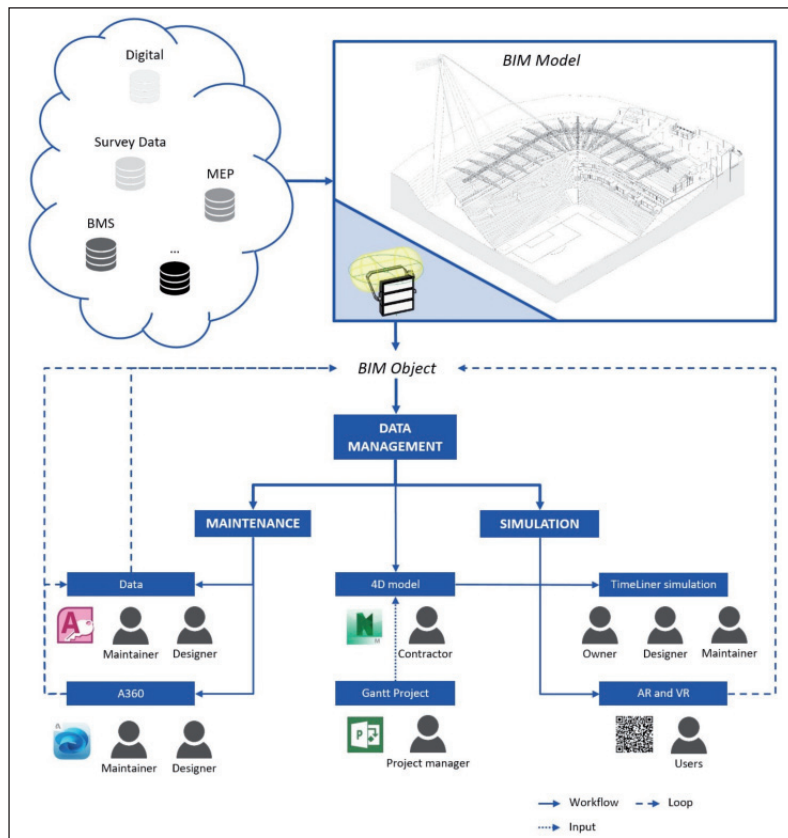 Digital
BIM Model
Survey Data
MEP
BMS
...
BIM Object
DATA
MANAGEMENT
MAINTENANCE
SIMULATION
Data
4D model
TimeLiner simulation
A
N
M
Maintainer
Designer
Contractor
Owner
Designer
Maintainer
A360
Gantt Project
AR and VR
A
P
Maintainer
Designer
Project manager
Users
Workflow
Loop
Input